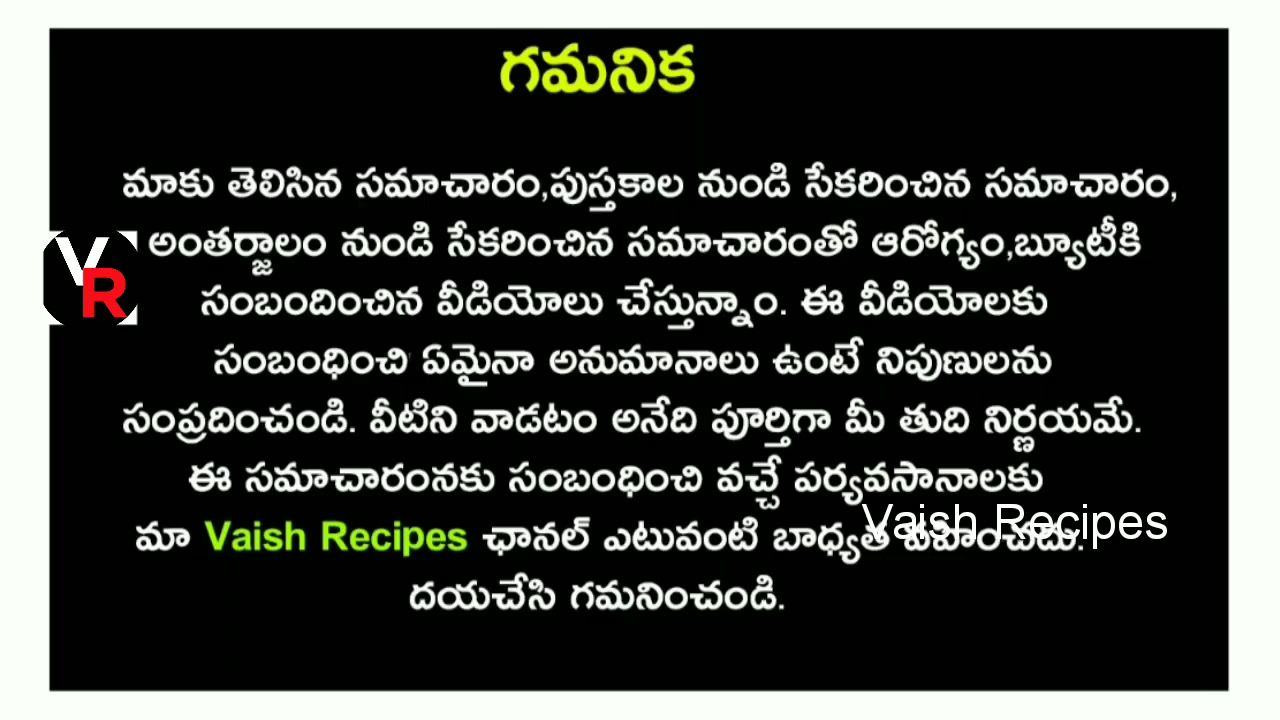 గమనిక
మాకు తెలిసిన సమాచారం,పుస్తకాల నుండి సేకరించిన సమాచారం,
అంతర్జాలం నుండి సేకరించిన సమాచారంతో ఆరోగ్యం,బ్యూటీకి
VR
సంబందించిన వీడియోలు చేస్తున్నాం. ఈ వీడియోలకు
సంబంధించి ఏమైనా అనుమానాలు ఉంటే నిపుణులను
సంప్రదించండి. వీటిని వాడటం అనేది పూర్తిగా మీ తుది నిర్ణయమే.
ఈ సమాచారంనకు సంబంధించి వచ్చే పర్యవసానాలకు
మా Vaish Recipes ఛానల్ ఎటువంటి బాధ్యత
Vaish Recipes
దయచేసి గమనించండి.